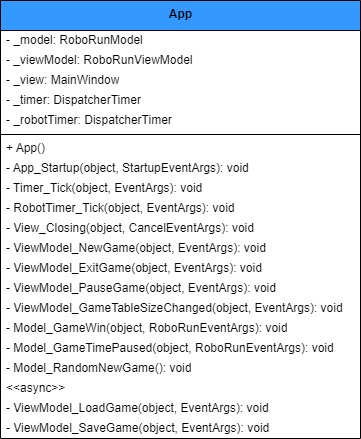 App
- _model: RoboRunModel
- _viewModel: RoboRunViewModel
- _view: MainWindow
- _timer: DispatcherTimer
- _robotTimer: DispatcherTimer
+ App()
- App_Startup(object, StartupEventArgs): void
- Timer_Tick(object, EventArgs): void
- RobotTimer_Tick(object, EventArgs): void
- View_Closing(object, CancelEventArgs): void
- ViewModel_NewGame(object, EventArgs): void
- ViewModel_ExitGame(object, EventArgs): void
- ViewModel_PauseGame(object, EventArgs): void
- ViewModel_GameTableSizeChanged(object, EventArgs): void
- Model_GameWin(object, RoboRunEventArgs): void
- Model_GameTimePaused(object, RoboRunEventArgs): void
- Model_RandomNewGame(): void
<<async>>
- ViewModel_LoadGame(object, EventArgs): void
- ViewModel_SaveGame(object, EventArgs): void